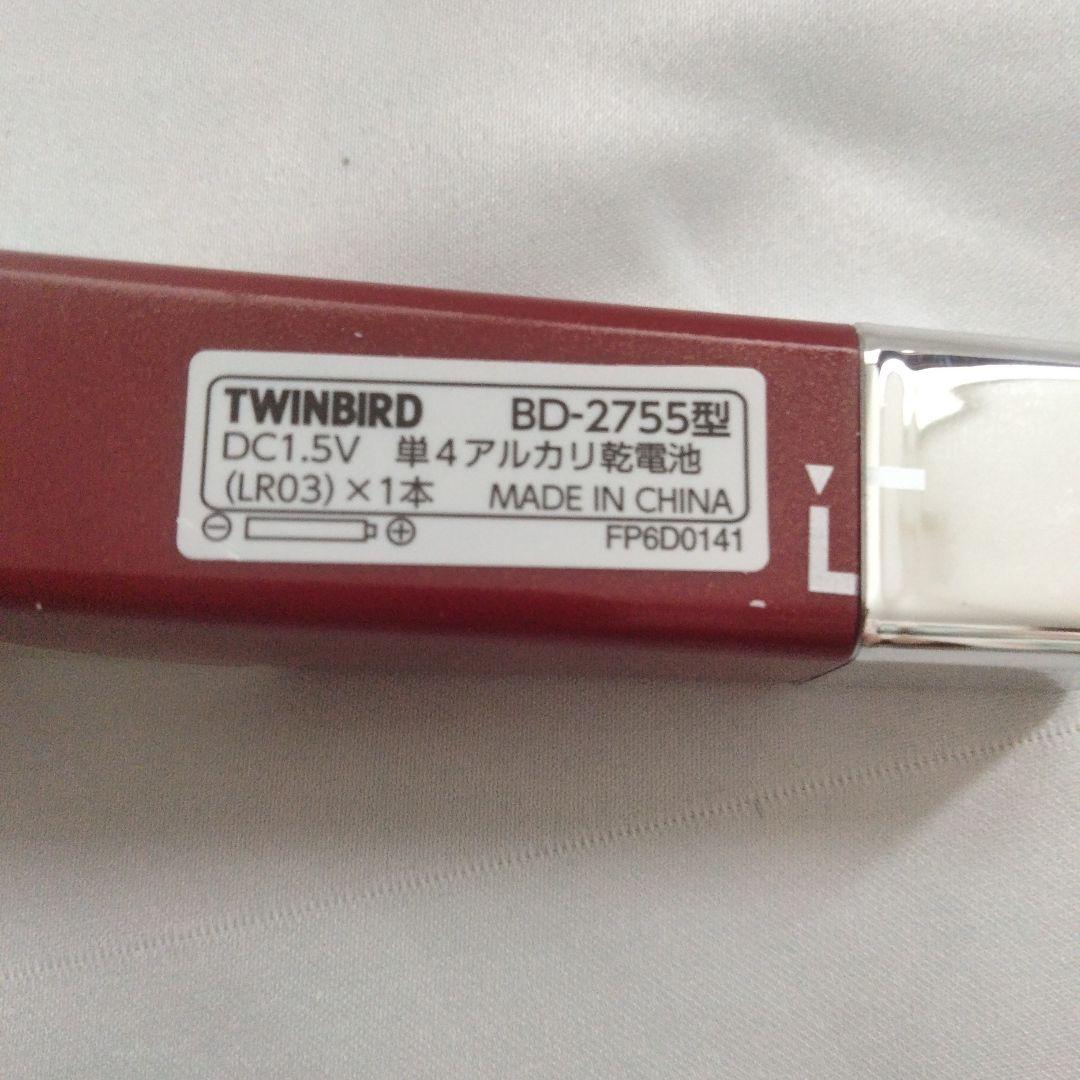 TWINBIRD BD-2755型
DC1.5V 単4アルカリ乾電池
(LR03)×1本 MADE IN CHINA
⊖ ⊕ FP6D0141
L